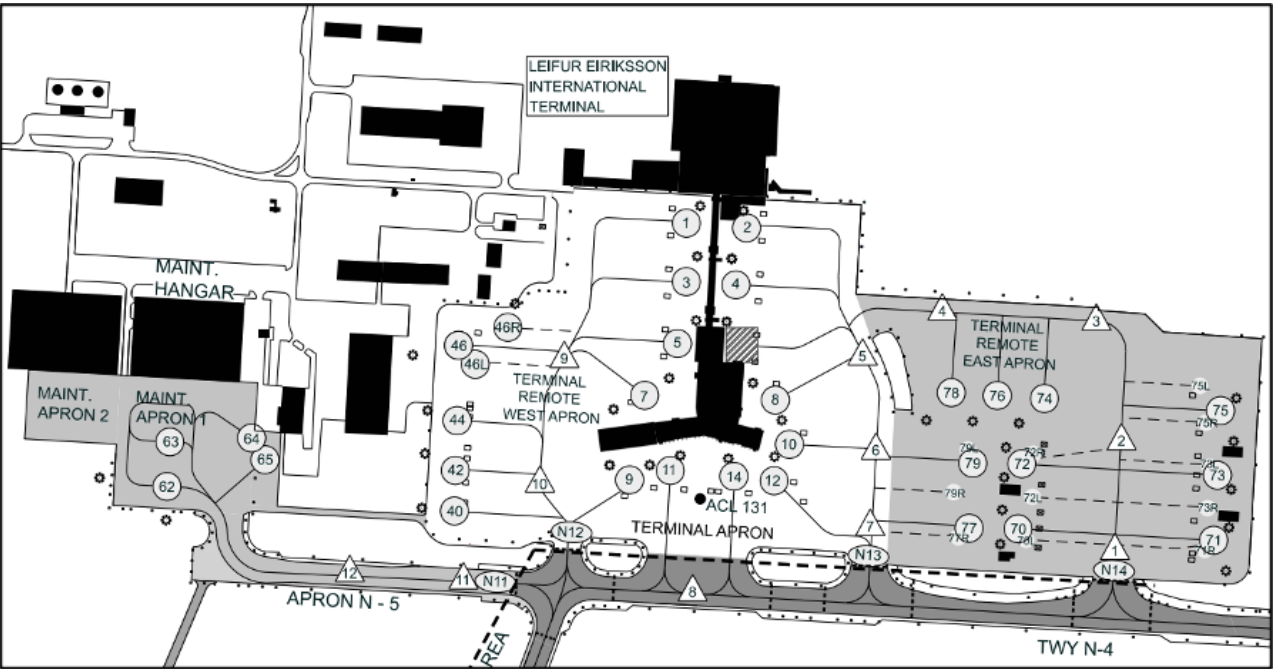 LEIFUR EIRIKSSON
INTERNATIONAL
TERMINAL
1
2
MAINT.
HANGAR
3
4
4
3
TERMINAL
REMOTE
EAST APRON
46R
46
46L
9
5
5
TERMINAL
REMOTE
WEST APRON
7
8
78
76
74
75L
75
75R
MAINT.
APRON 2
MAINT.
APRON 1
63
64
65
62
44
42
40
10
9
11
14
12
10
6
79L
79
79R
72R
72
72L
2
73L
73
73R
ACL 131
TERMINAL APRON
N12
7
N13
77
77R
70
70L
1
71
71R
N14
12
11
N11
8
APRON N - 5
REA
TWY N-4